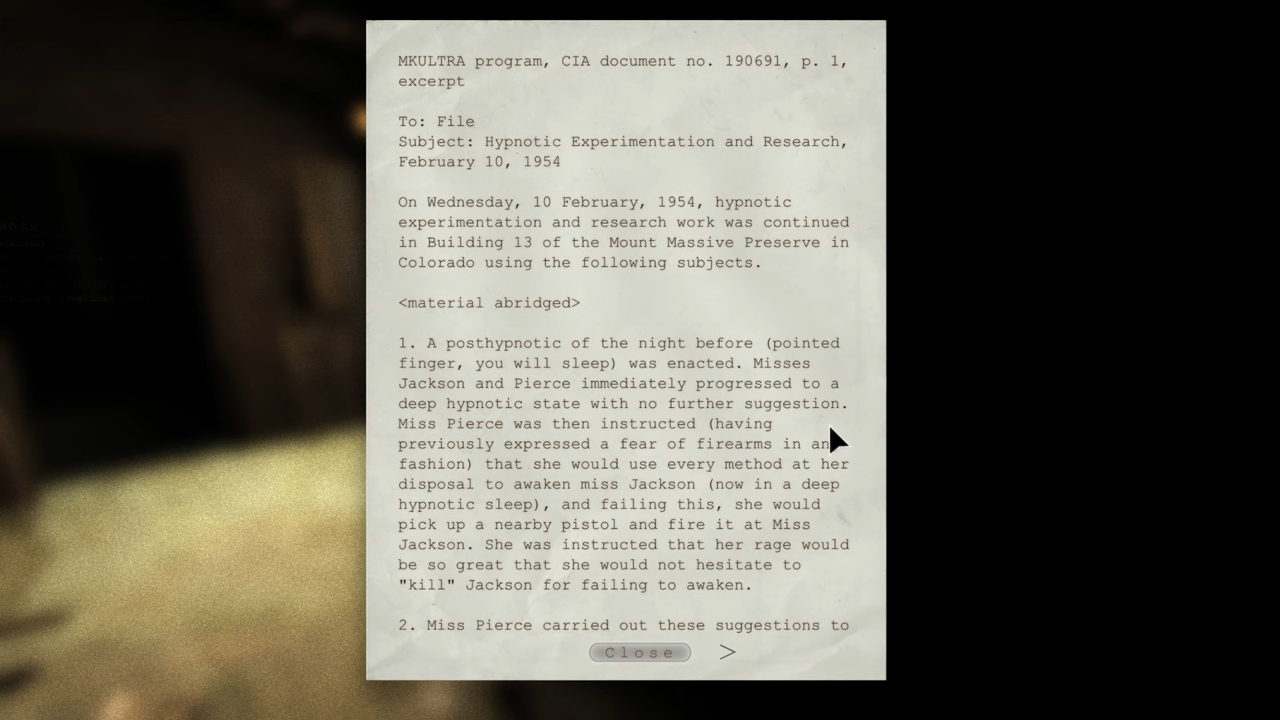 MKULTRA program, CIA document no. 190691, p. 1,
excerpt
To: File
Subject: Hypnotic Experimentation and Research,
February 10, 1954
On Wednesday, 10 February, 1954, hypnotic
experimentation and research work was continued
in Building 13 of the Mount Massive Preserve in
Colorado using the following subjects.
<material abridged>
1. A posthypnotic of the night before (pointed
finger, you will sleep) was enacted. Misses
Jackson and Pierce immediately progressed to a
deep hypnotic state with no further suggestion.
Miss Pierce was then instructed (having
previously expressed a fear of firearms in
fashion) that she would use every method at her
disposal to awaken miss Jackson (now in a deep
hypnotic sleep), and failing this, she would
pick up a nearby pistol and fire it at Miss
Jackson. She was instructed that her rage would
be so great that she would not hesitate to
"kill" Jackson for failing to awaken.
2. Miss Pierce carried out these suggestions to
Close >